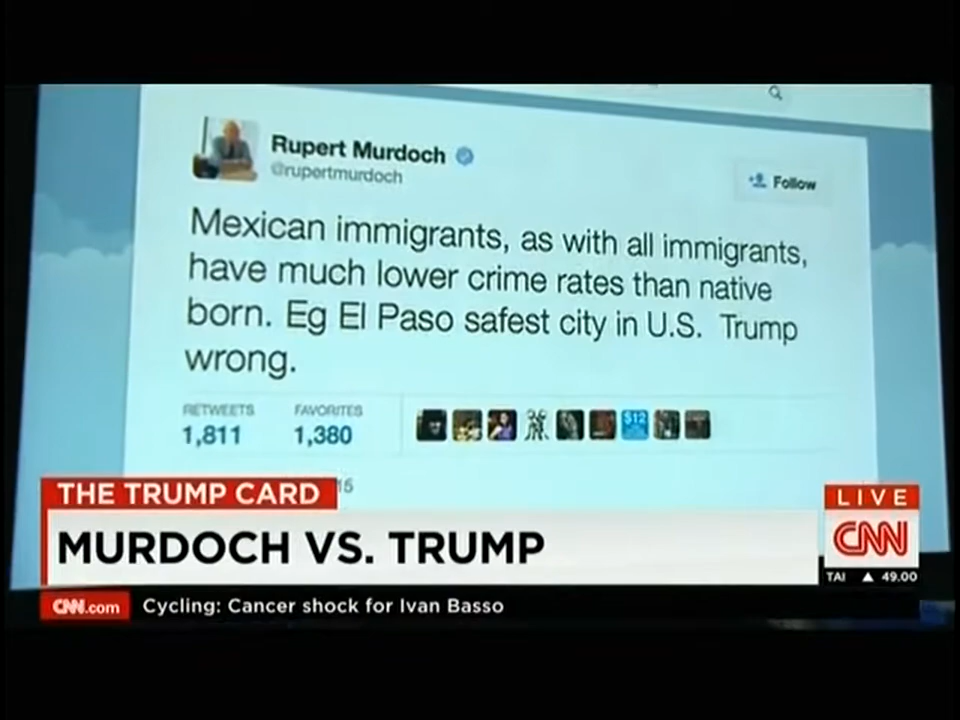 Rupert Murdoch
@rupertmurdoch
Follow
Mexican immigrants, as with all immigrants,
have much lower crime rates than native
born. Eg El Paso safest city in U.S. Trump
wrong.
RETWEETS FAVORITES
1,811 1,380
$12
15
THE TRUMP CARD
MURDOCH VS. TRUMP
LIVE
CNN
TAI ▲ 49.00
CNN.com Cycling: Cancer shock for Ivan Basso